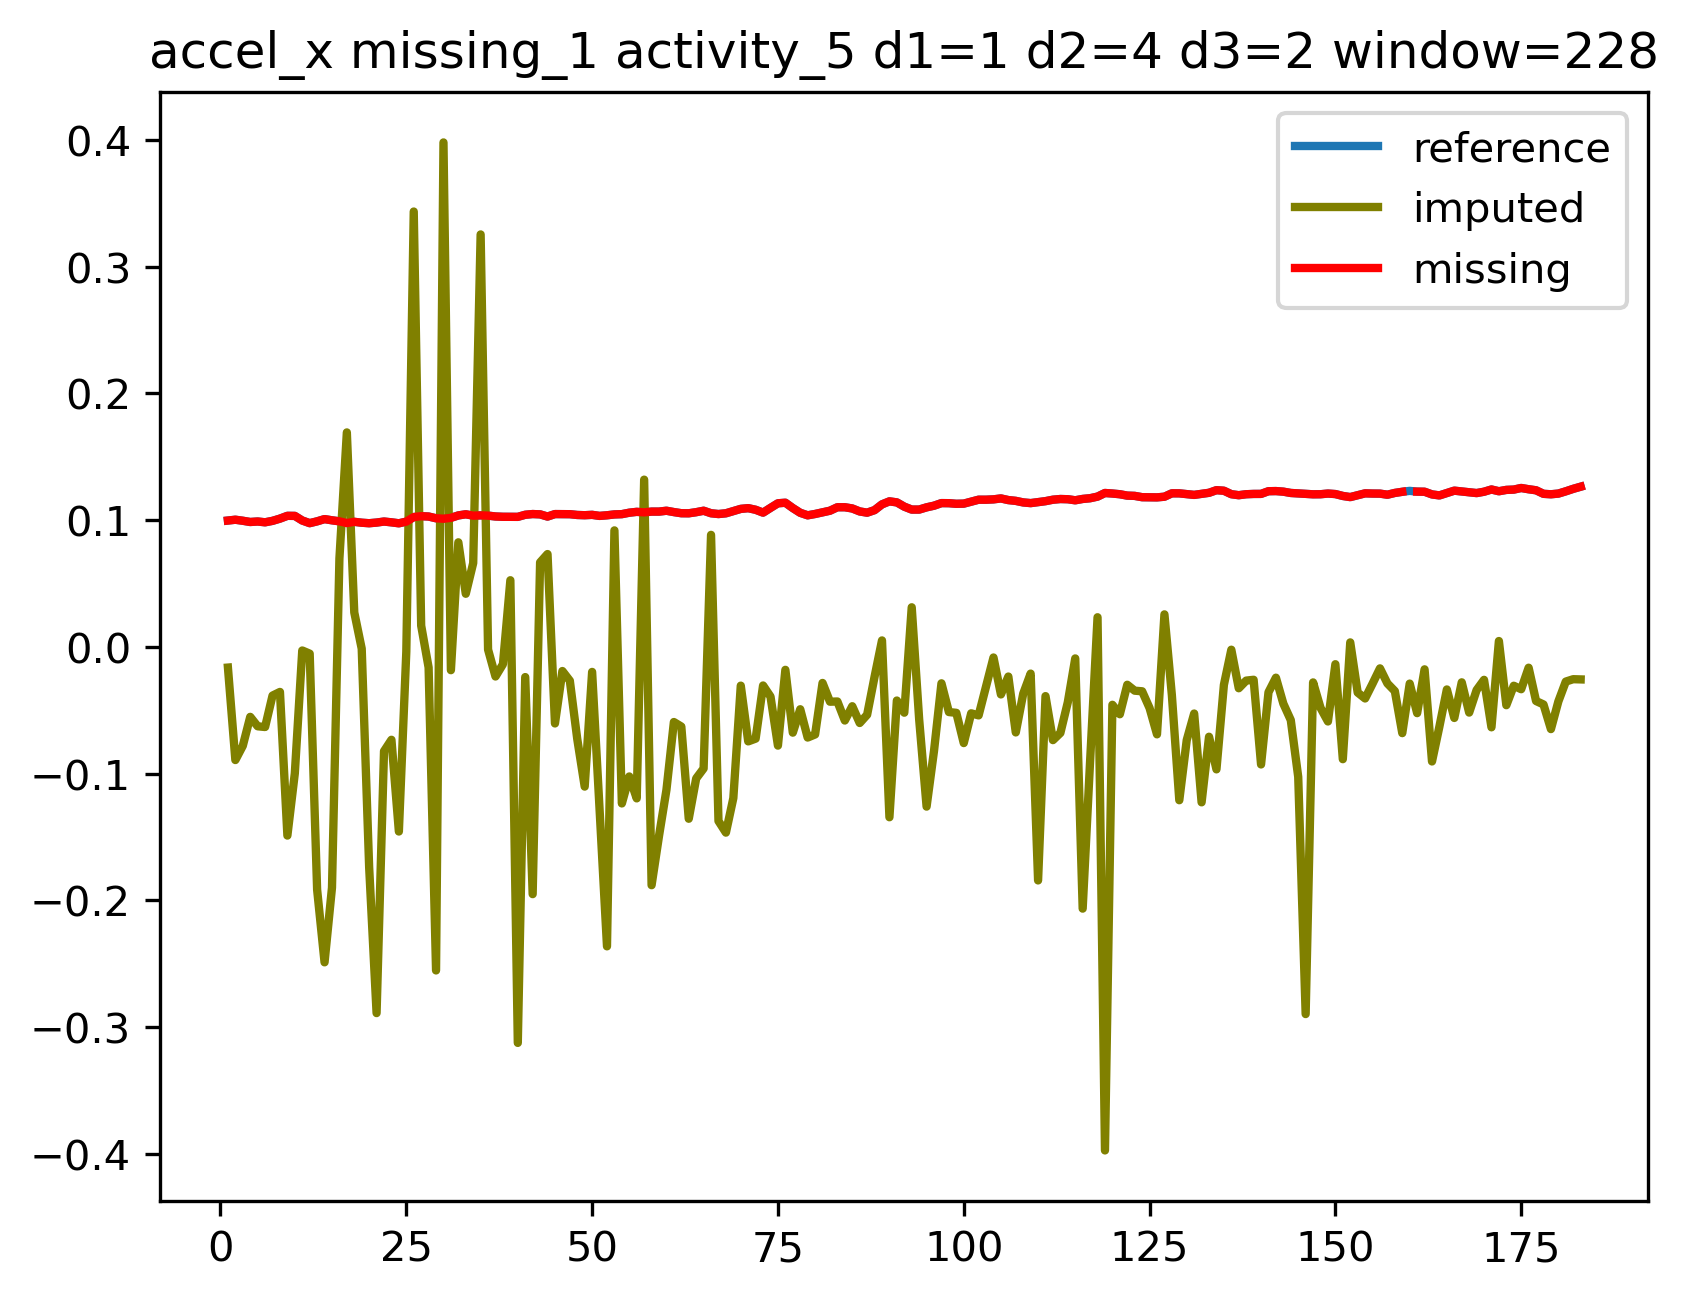 accel_x missing_1 activity_5 d1=1 d2=4 d3=2 window=228
reference
imputed
missing
0.4
0.3
0.2
0.1
0.0
−0.1
−0.2
−0.3
−0.4
0 25 50 75 100 125 150 175